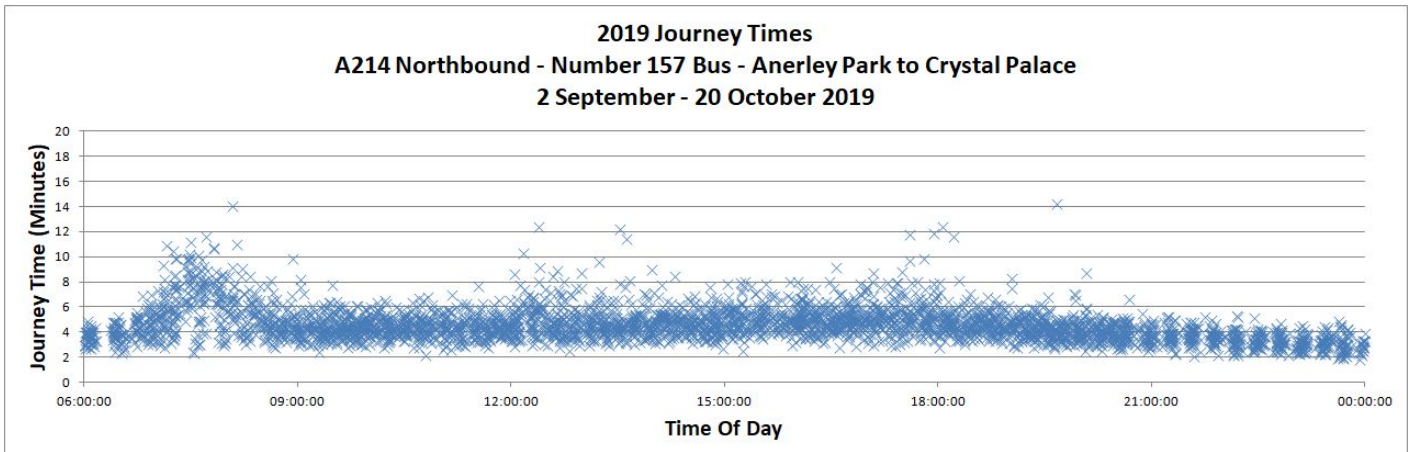 2019 Journey Times
A214 Northbound - Number 157 Bus - Anerley Park to Crystal Palace
2 September - 20 October 2019
Journey Time (Minutes)
20
18
16
14
12
10
8
6
4
2
0
06:00:00 09:00:00 12:00:00 15:00:00 18:00:00 21:00:00 00:00:00
Time Of Day